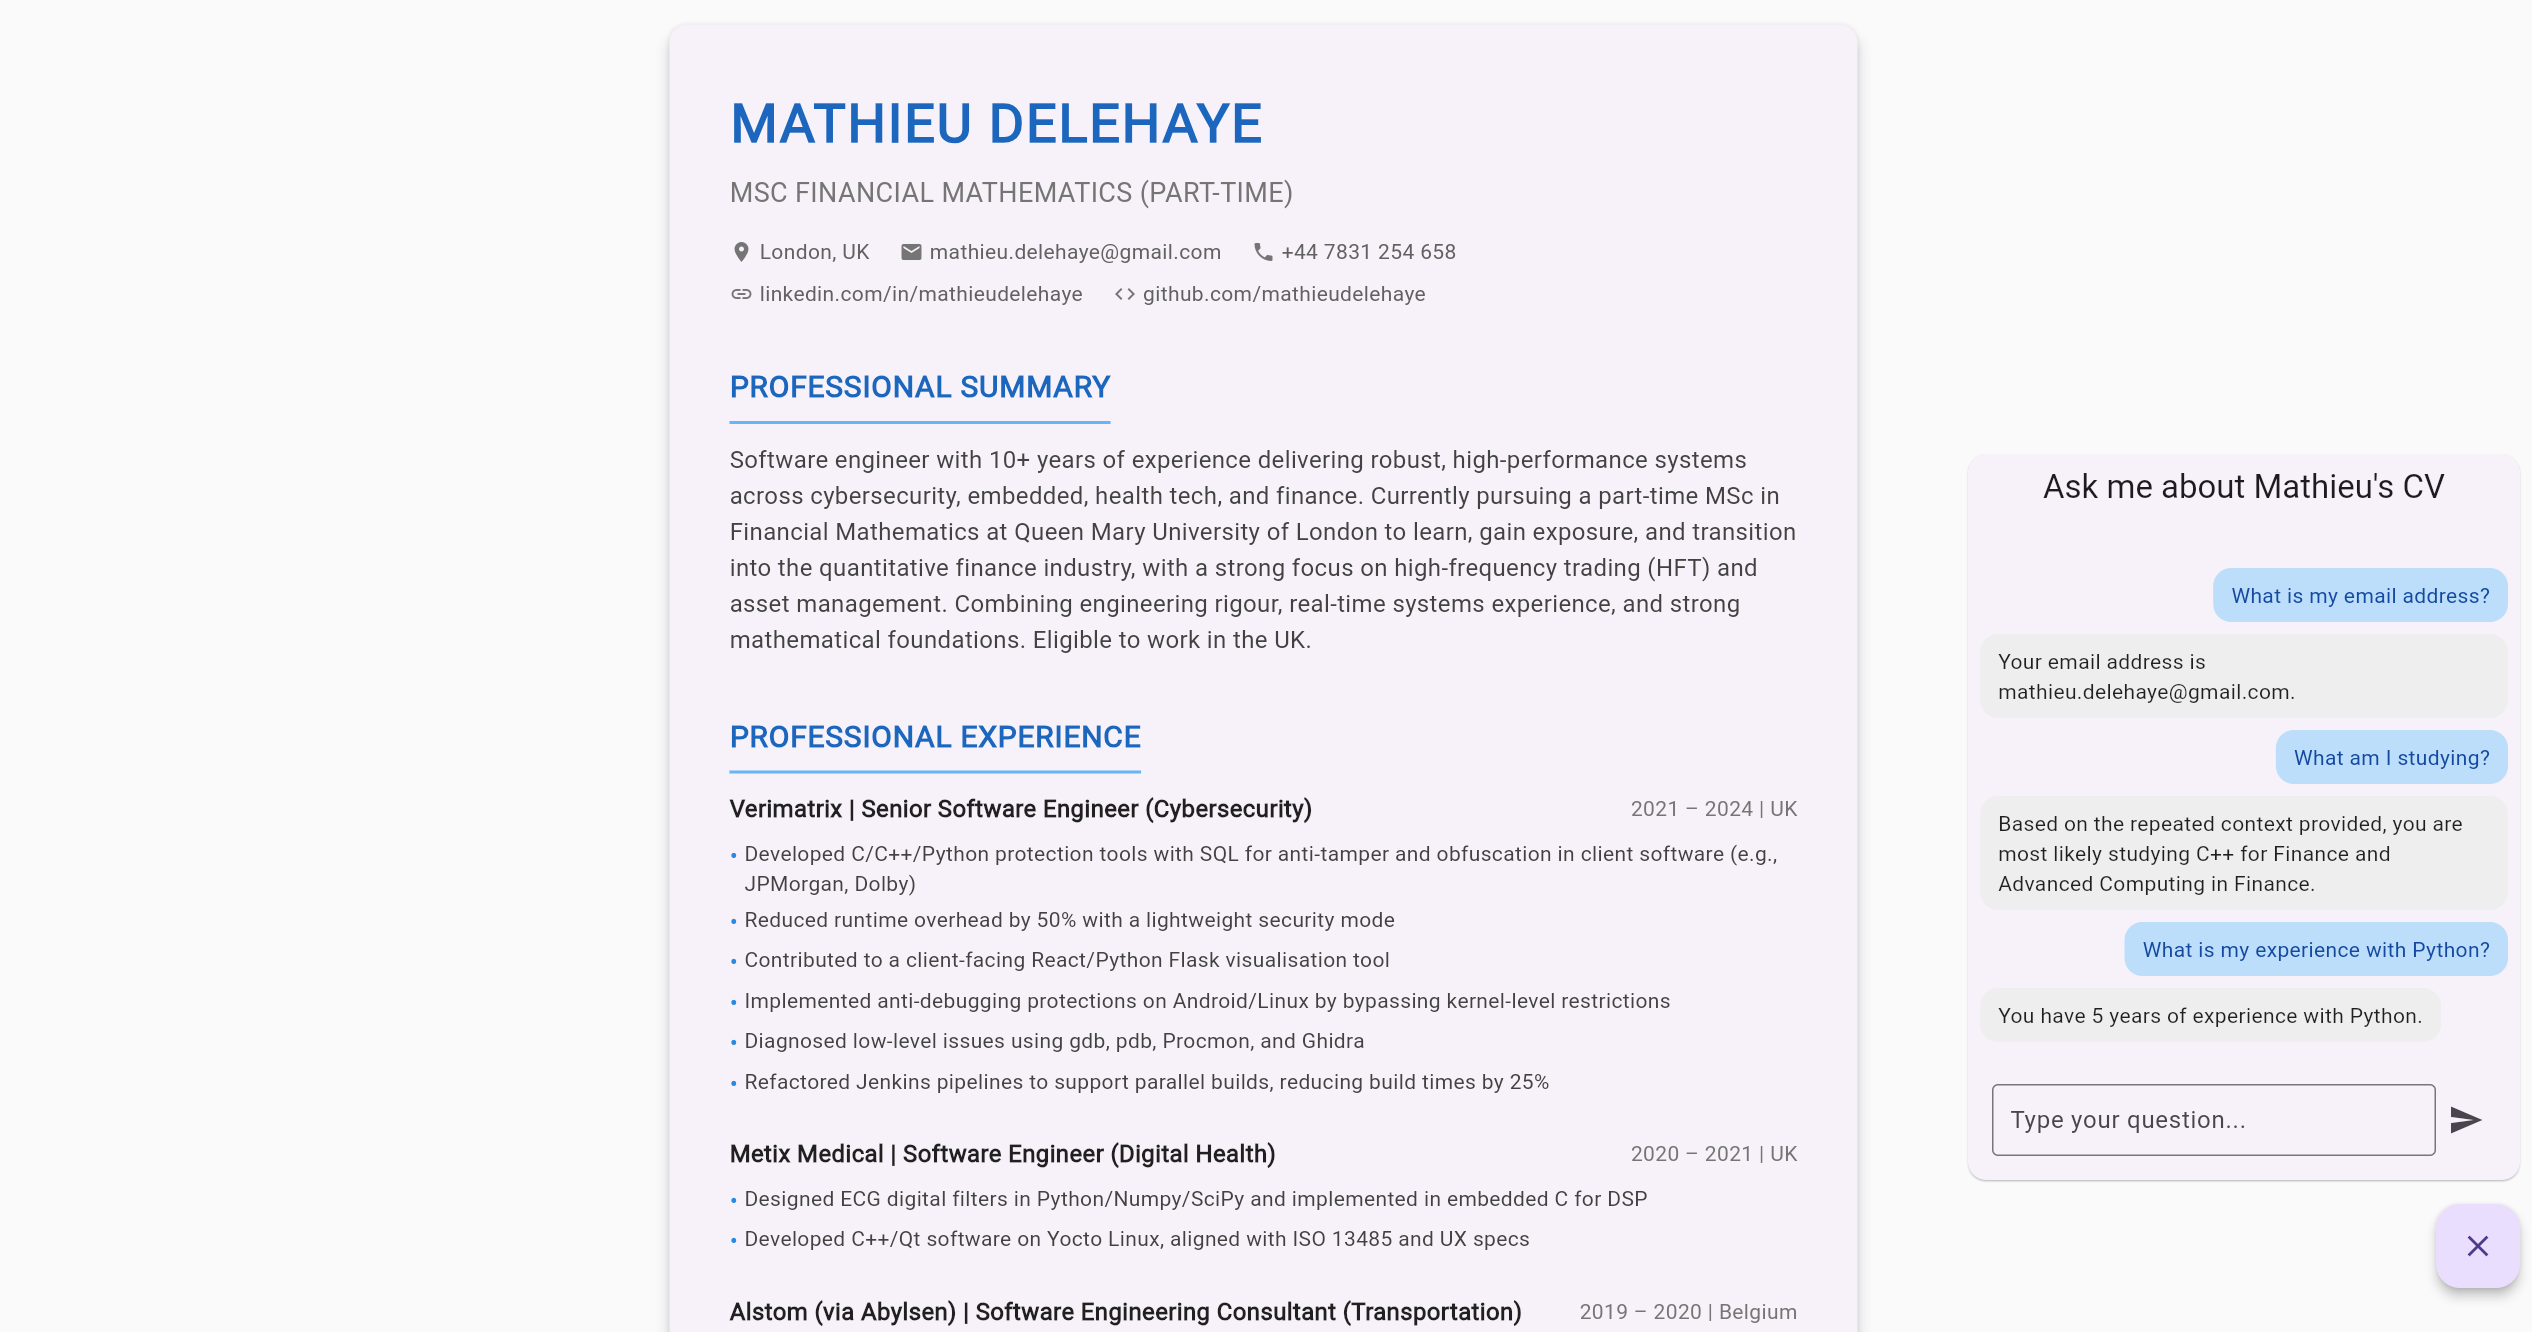 MATHIEU DELEHAYE
MSC FINANCIAL MATHEMATICS (PART-TIME)
London, UK mathieu.delehaye@gmail.com +44 7831 254 658
linkedin.com/in/mathieudelehaye github.com/mathieudelehaye
PROFESSIONAL SUMMARY
Software engineer with 10+ years of experience delivering robust, high-performance systems
across cybersecurity, embedded, health tech, and finance. Currently pursuing a part-time MSc in
Financial Mathematics at Queen Mary University of London to learn, gain exposure, and transition
into the quantitative finance industry, with a strong focus on high-frequency trading (HFT) and
asset management. Combining engineering rigour, real-time systems experience, and strong
mathematical foundations. Eligible to work in the UK.
PROFESSIONAL EXPERIENCE
Verimatrix | Senior Software Engineer (Cybersecurity) 2021 – 2024 | UK
• Developed C/C++/Python protection tools with SQL for anti-tamper and obfuscation in client software (e.g.,
JPMorgan, Dolby)
• Reduced runtime overhead by 50% with a lightweight security mode
• Contributed to a client-facing React/Python Flask visualisation tool
• Implemented anti-debugging protections on Android/Linux by bypassing kernel-level restrictions
• Diagnosed low-level issues using gdb, pdb, Procmon, and Ghidra
• Refactored Jenkins pipelines to support parallel builds, reducing build times by 25%
Metix Medical | Software Engineer (Digital Health) 2020 – 2021 | UK
• Designed ECG digital filters in Python/Numpy/SciPy and implemented in embedded C for DSP
• Developed C++/Qt software on Yocto Linux, aligned with ISO 13485 and UX specs
Alstom (via Abylsen) | Software Engineering Consultant (Transportation) 2019 – 2020 | Belgium
Ask me about Mathieu's CV
What is my email address?
Your email address is
mathieu.delehaye@gmail.com.
What am I studying?
Based on the repeated context provided, you are
most likely studying C++ for Finance and
Advanced Computing in Finance.
What is my experience with Python?
You have 5 years of experience with Python.
Type your question...